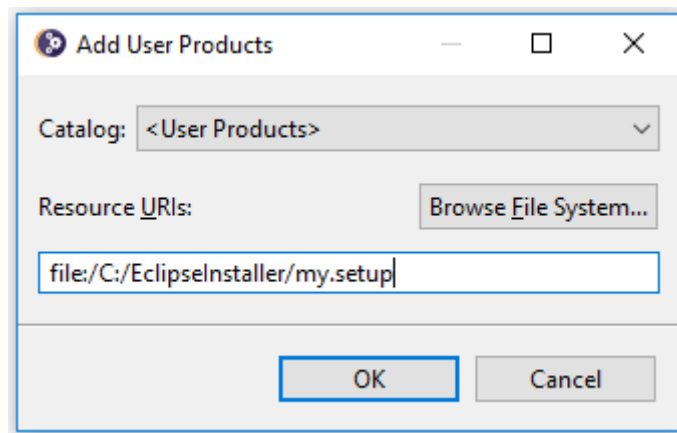 Add User Products
Catalog: <User Products>
Resource URIs: Browse File System...
file:/C:/EclipseInstaller/my.setup
OK Cancel